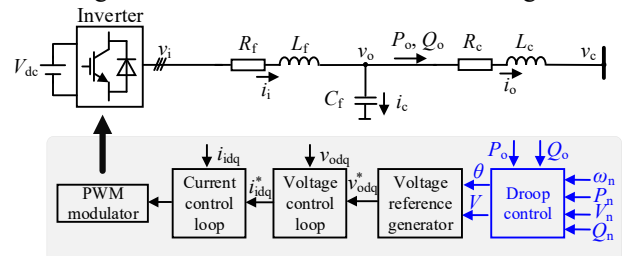 Inverter
V_dc
v_i
R_f
L_f
i_i
v_o
P_o, Q_o
R_c
L_c
v_c
i_o
C_f
i_c
i_idq
v_odq
P_o
Q_o
PWM
modulator
Current
control
loop
i*_idq
Voltage
control
loop
v*_odq
Voltage
reference
generator
θ
V
Droop
control
ω_n
P_n
V_n
Q_n